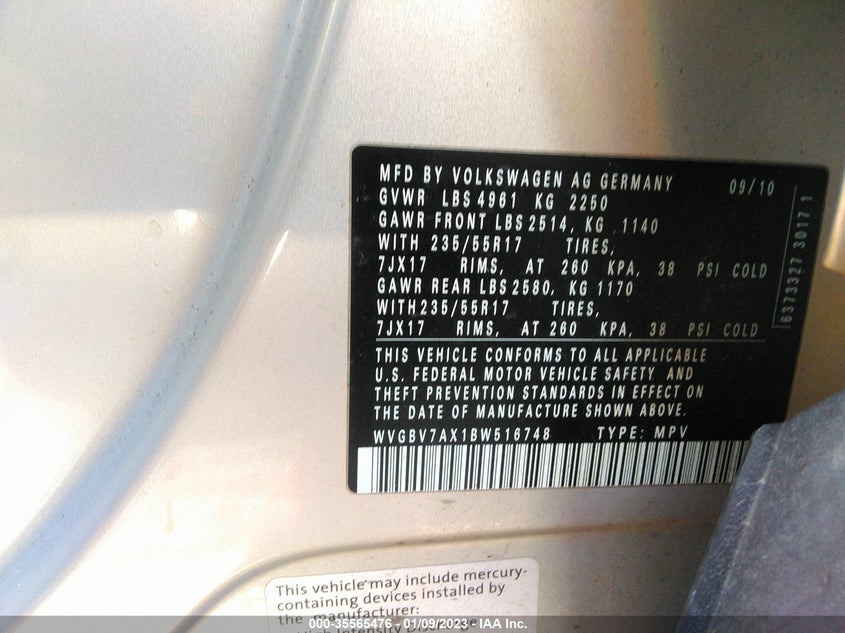 MFD BY VOLKSWAGEN AG GERMANY 09/10
GVWR LBS 4961 KG 2250
GAWR FRONT LBS 2514, KG 1140
WITH 235/55R17 TIRES,
7JX17 RIMS, AT 260 KPA, 38 PSI COLD
GAWR REAR LBS 2580, KG 1170
WITH 235/55R17 TIRES,
7JX17 RIMS, AT 260 KPA, 38 PSI COLD
6373327 3017 1
THIS VEHICLE CONFORMS TO ALL APPLICABLE
U.S. FEDERAL MOTOR VEHICLE SAFETY AND
THEFT PREVENTION STANDARDS IN EFFECT ON
THE DATE OF MANUFACTURE SHOWN ABOVE.
WVGBV7AX1BW516748 TYPE: MPV
This vehicle may include mercury-
containing devices installed by
the manufacturer:
High Intensity
000-35565476 - 01/09/2023 - IAA Inc.